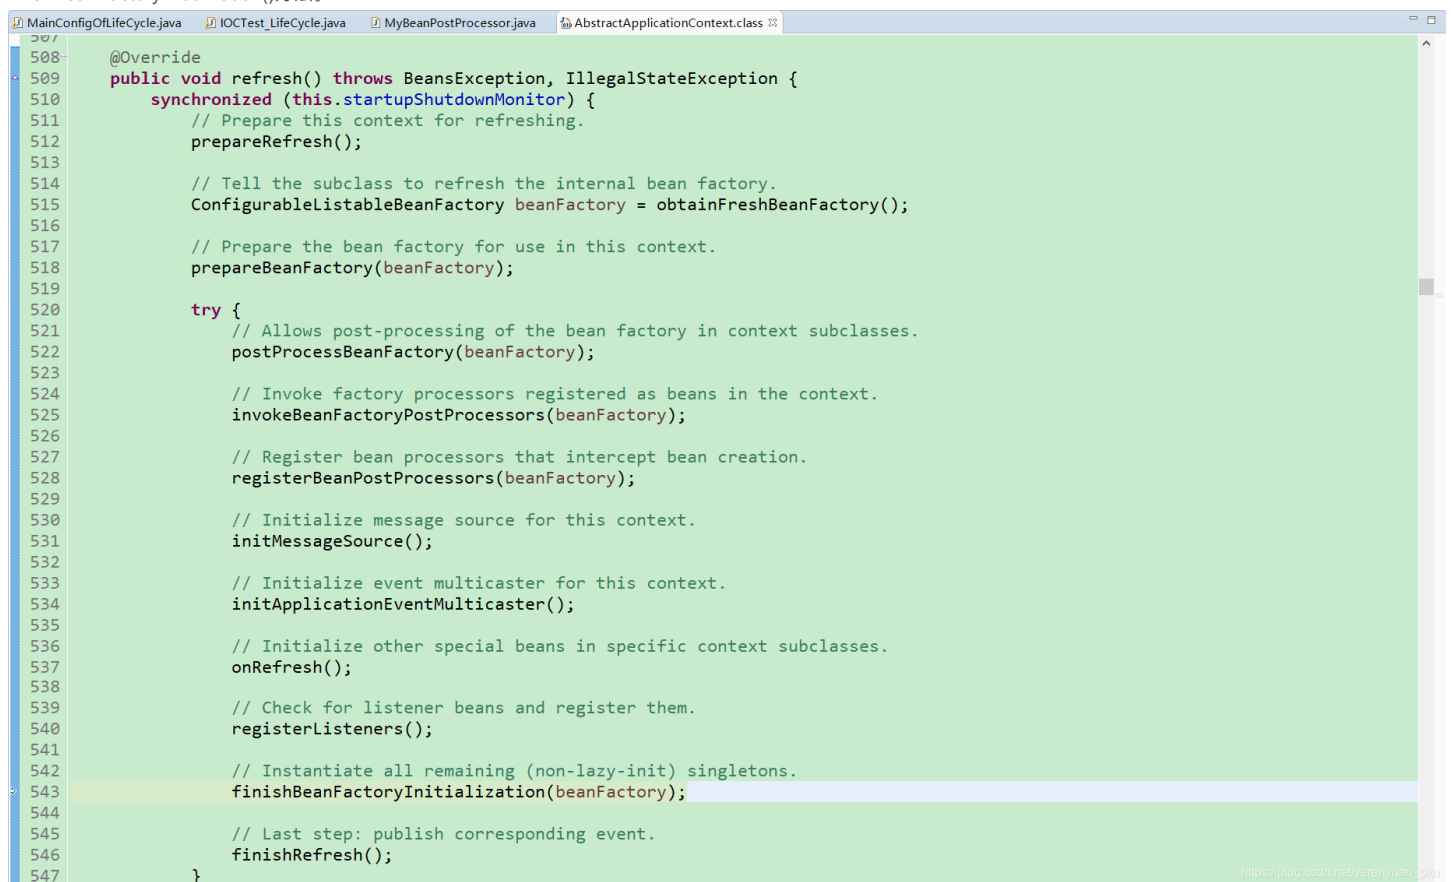 MainConfigOfLifeCycle.java IOCTest_LifeCycle.java MyBeanPostProcessor.java AbstractApplicationContext.class
507
508 @Override
509 public void refresh() throws BeansException, IllegalStateException {
510 synchronized (this.startupShutdownMonitor) {
511 // Prepare this context for refreshing.
512 prepareRefresh();
513
514 // Tell the subclass to refresh the internal bean factory.
515 ConfigurableListableBeanFactory beanFactory = obtainFreshBeanFactory();
516
517 // Prepare the bean factory for use in this context.
518 prepareBeanFactory(beanFactory);
519
520 try {
521 // Allows post-processing of the bean factory in context subclasses.
522 postProcessBeanFactory(beanFactory);
523
524 // Invoke factory processors registered as beans in the context.
525 invokeBeanFactoryPostProcessors(beanFactory);
526
527 // Register bean processors that intercept bean creation.
528 registerBeanPostProcessors(beanFactory);
529
530 // Initialize message source for this context.
531 initMessageSource();
532
533 // Initialize event multicaster for this context.
534 initApplicationEventMulticaster();
535
536 // Initialize other special beans in specific context subclasses.
537 onRefresh();
538
539 // Check for listener beans and register them.
540 registerListeners();
541
542 // Instantiate all remaining (non-lazy-init) singletons.
543 finishBeanFactoryInitialization(beanFactory);
544
545 // Last step: publish corresponding event.
546 finishRefresh();
547 }
https://blog.csdn.net/yerenyuan_pku